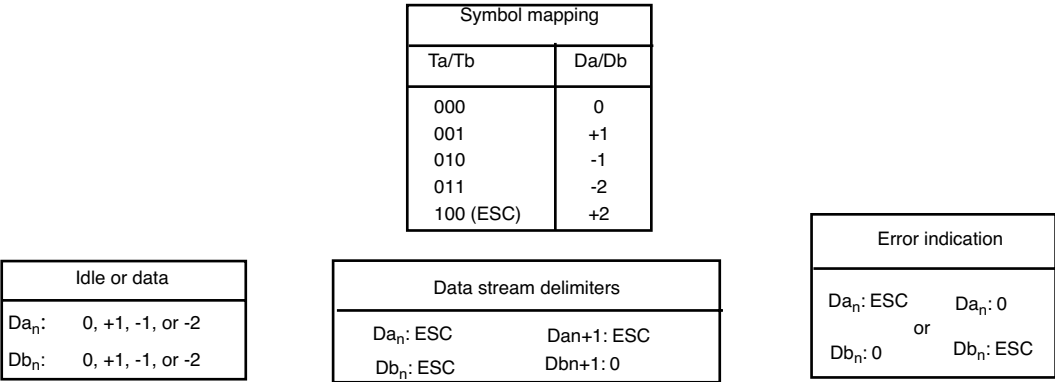 Symbol mapping
Ta/Tb Da/Db
000 0
001 +1
010 -1
011 -2
100 (ESC) +2
Idle or data
Daₙ: 0, +1, -1, or -2
Dbₙ: 0, +1, -1, or -2
Data stream delimiters
Daₙ: ESC Dan+1: ESC
Dbₙ: ESC Dbn+1: 0
Error indication
Daₙ: ESC Daₙ: 0
or
Dbₙ: 0 Dbₙ: ESC